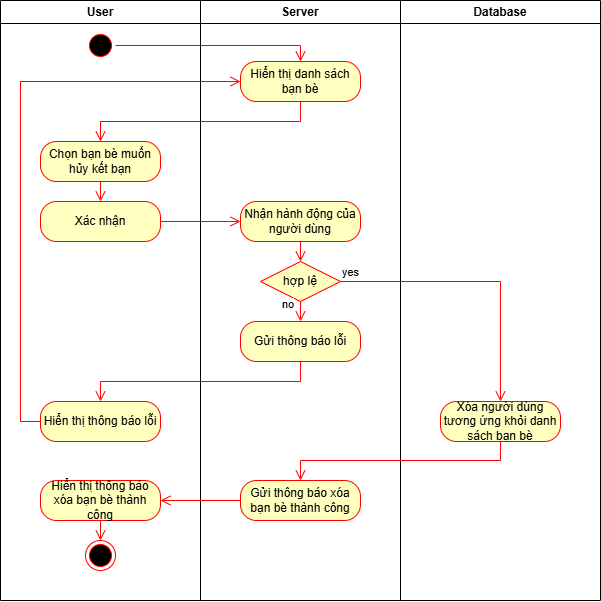 User
Server
Database
Hiển thị danh sách
bạn bè
Chọn bạn bè muốn
hủy kết bạn
Xác nhận
Nhận hành động của
người dùng
hợp lệ
yes
no
Gửi thông báo lỗi
Hiển thị thông báo lỗi
Xóa người dùng
tương ứng khỏi danh
sách bạn bè
Gửi thông báo xóa
bạn bè thành công
Hiển thị thông báo
xóa bạn bè thành
công